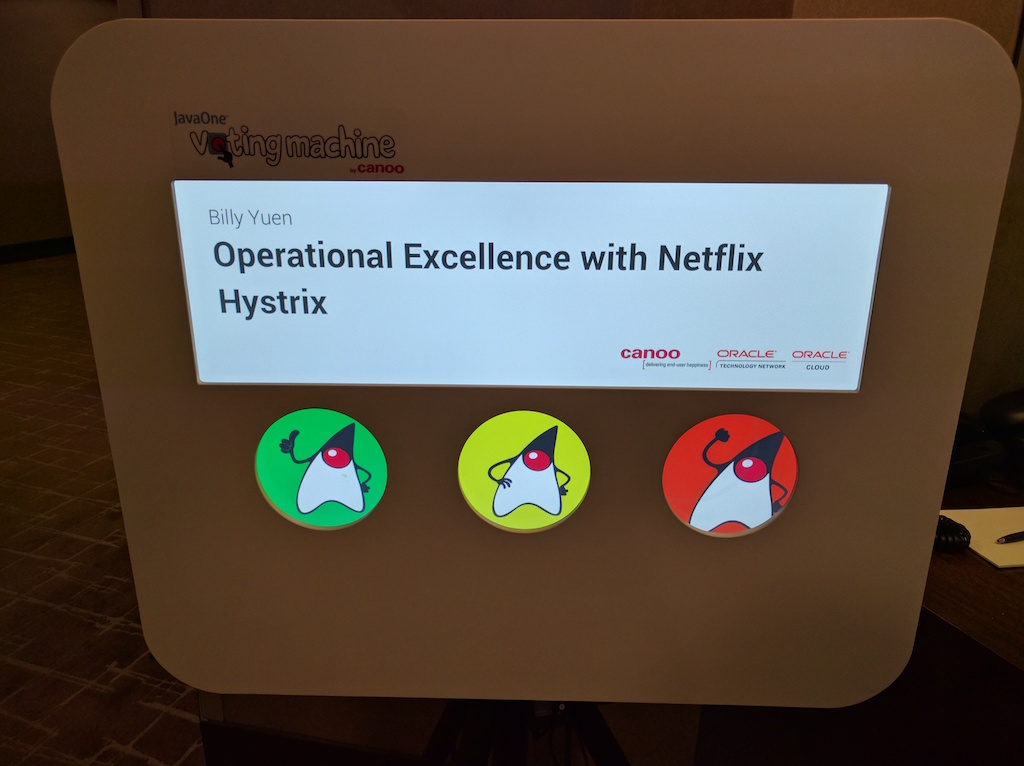 JavaOne™
voting machine
by canoo
Billy Yuen
Operational Excellence with Netflix
Hystrix
canoo
[delivering end-user happiness]
ORACLE®
TECHNOLOGY NETWORK
ORACLE®
CLOUD